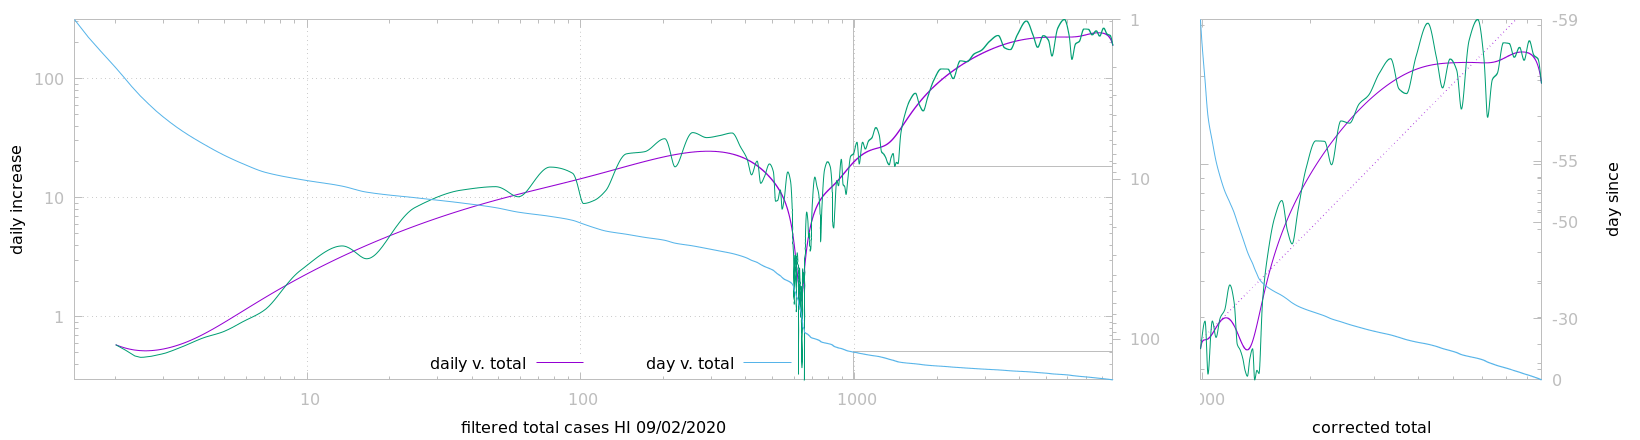 daily increase
100
10
1
10
100
1000
filtered total cases HI 09/02/2020
daily v. total
day v. total
1
10
100
000
corrected total
-59
-55
-50
-30
0
day since